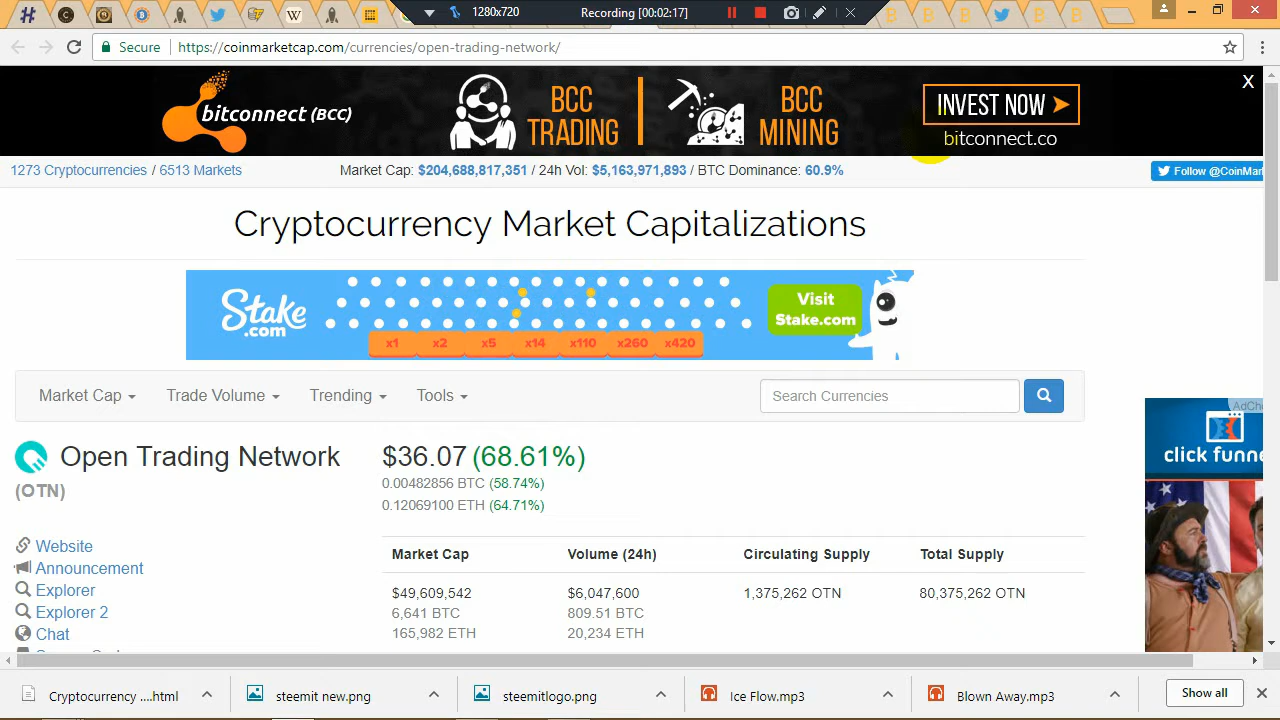 1280x720
Recording [00:02:17]
Secure
https://coinmarketcap.com/currencies/open-trading-network/
bitconnect (BCC)
BCC TRADING
BCC MINING
INVEST NOW
bitconnect.co
X
1273 Cryptocurrencies / 6513 Markets
Market Cap: $204,688,817,351 / 24h Vol: $5,163,971,893 / BTC Dominance: 60.9%
Follow @CoinMar
Cryptocurrency Market Capitalizations
Stake.com
x1 x2 x5 x14 x110 x260 x420
Visit
Stake.com
Market Cap
Trade Volume
Trending
Tools
Search Currencies
AdCho
click funne
Open Trading Network
(OTN)
$36.07 (68.61%)
0.00482856 BTC (58.74%)
0.12069100 ETH (64.71%)
Website
Announcement
Explorer
Explorer 2
Chat
Market Cap Volume (24h) Circulating Supply Total Supply
$49,609,542 $6,047,600 1,375,262 OTN 80,375,262 OTN
6,641 BTC 809.51 BTC
165,982 ETH 20,234 ETH
Cryptocurrency ....html
steemit new.png
steemitlogo.png
Ice Flow.mp3
Blown Away.mp3
Show all